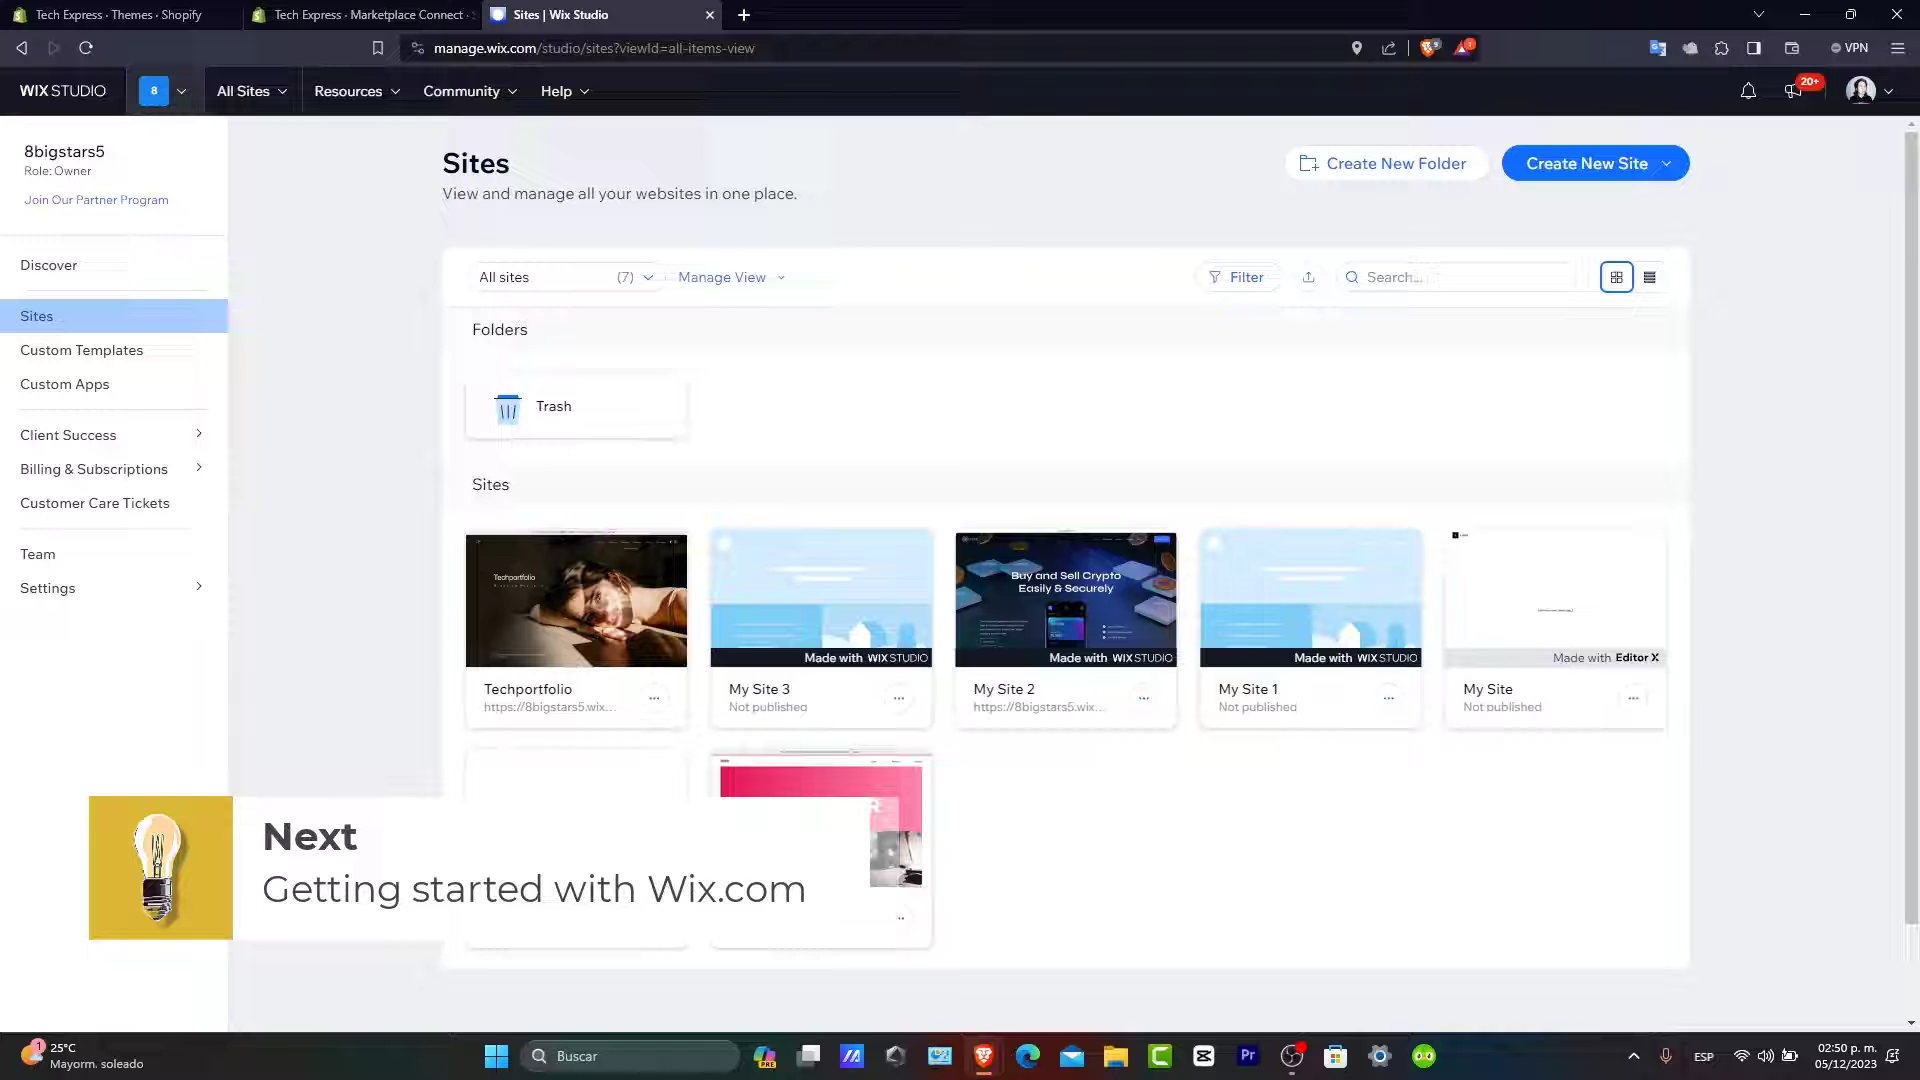 Tech Express · Themes · Shopify
Tech Express · Marketplace Connect ·
Sites | Wix Studio
manage.wix.com/studio/sites?viewId=all-items-view
9
1
VPN
WIX STUDIO
8
All Sites
Resources
Community
Help
20+
8bigstars5
Role: Owner
Join Our Partner Program
Discover
Sites
Custom Templates
Custom Apps
Client Success
Billing & Subscriptions
Customer Care Tickets
Team
Settings
Sites
View and manage all your websites in one place.
Create New Folder
Create New Site
All sites (7)
Manage View
Filter
Search...
Folders
Trash
Sites
Techportfolio
Buy and Sell Crypto
Easily & Securely
Made with WIX STUDIO
Made with WIX STUDIO
Made with WIX STUDIO
Made with Editor X
Techportfolio
https://8bigstars5.wix...
My Site 3
Not published
My Site 2
https://8bigstars5.wix...
My Site 1
Not published
My Site
Not published
Next
Getting started with Wix.com
1
25°C
Mayorm. soleado
Buscar
PRE
Pr
ESP
02:50 p. m.
05/12/2023